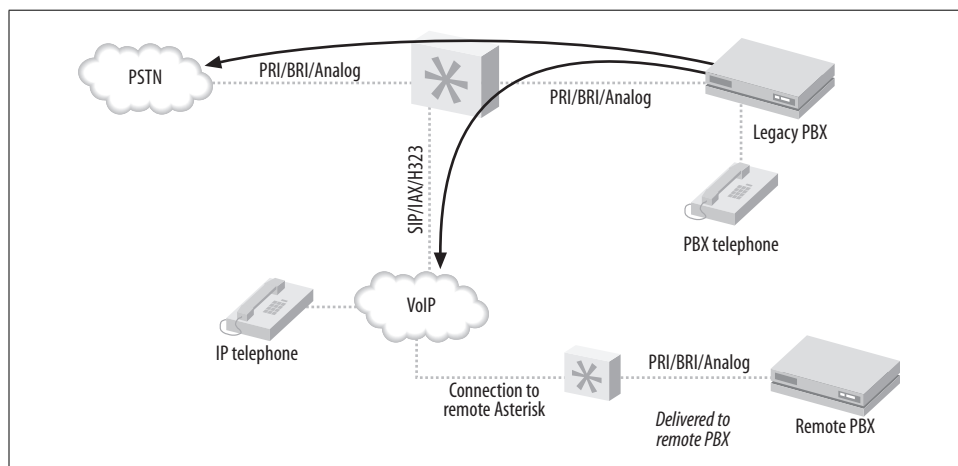 PSTN
PRI/BRI/Analog
PRI/BRI/Analog
Legacy PBX
SIP/IAX/H323
PBX telephone
VoIP
IP telephone
Connection to
remote Asterisk
PRI/BRI/Analog
Delivered to
remote PBX
Remote PBX